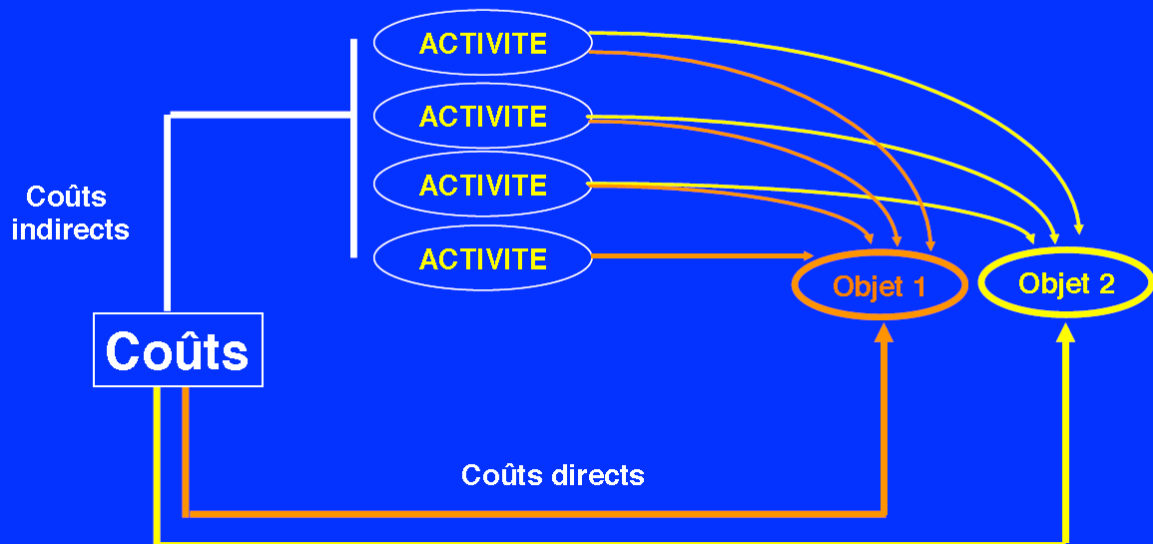 ACTIVITE
ACTIVITE
ACTIVITE
ACTIVITE
Coûts
indirects
Objet 1
Objet 2
Coûts
Coûts directs